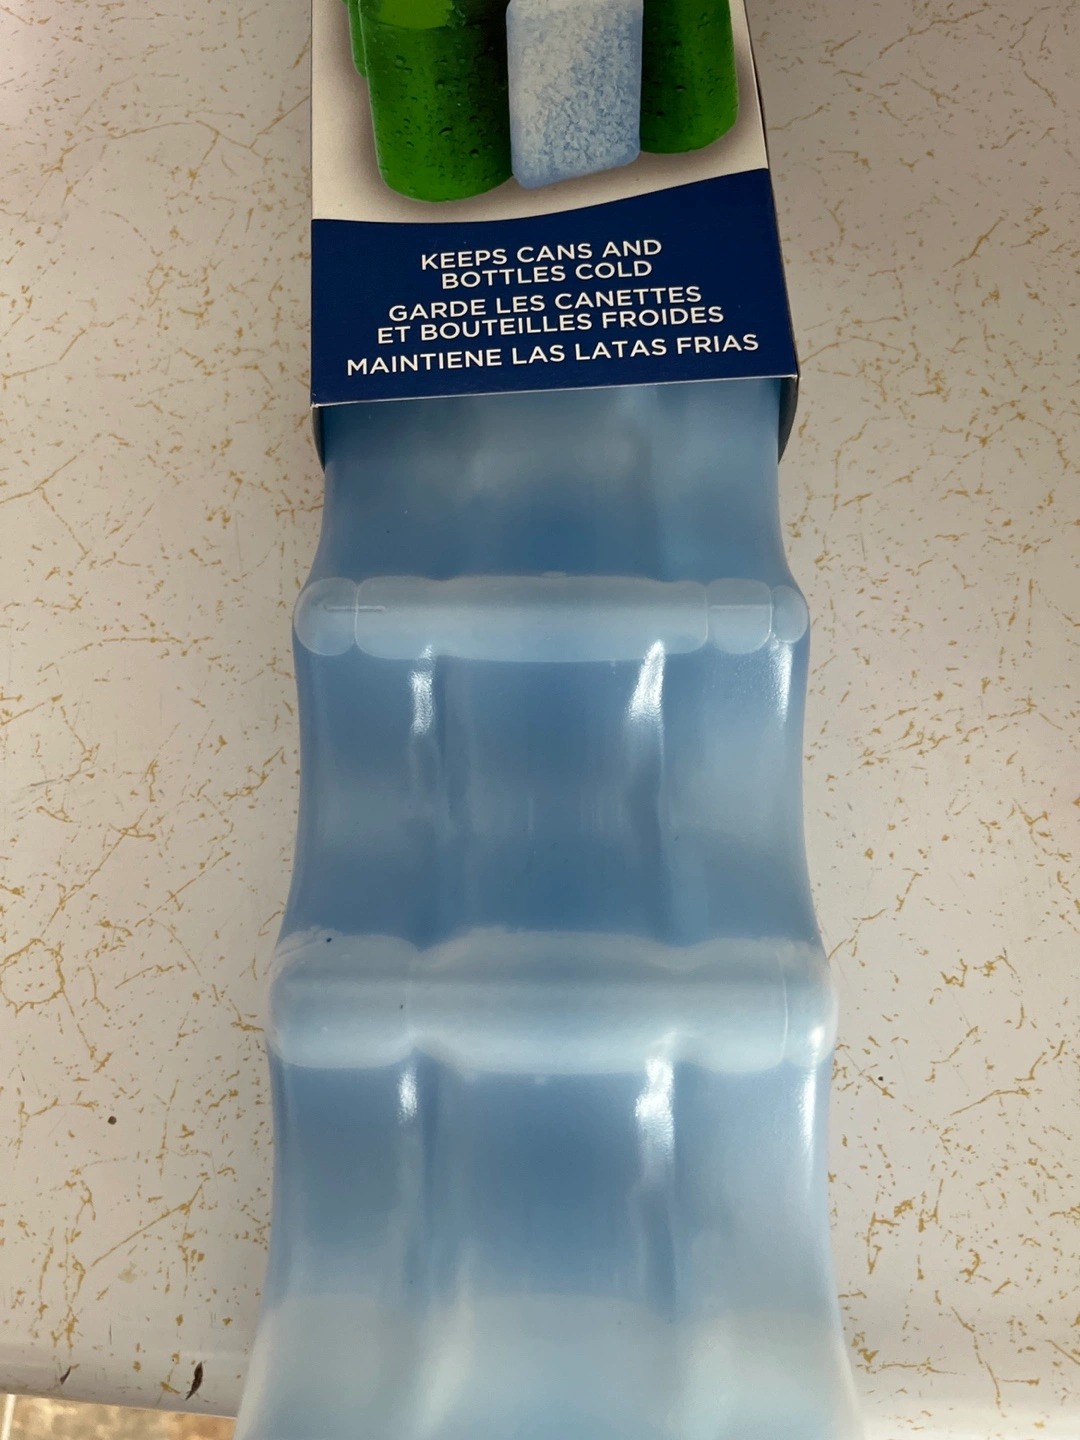 KEEPS CANS AND
BOTTLES COLD
GARDE LES CANETTES
ET BOUTEILLES FROIDES
MAINTIENE LAS LATAS FRIAS